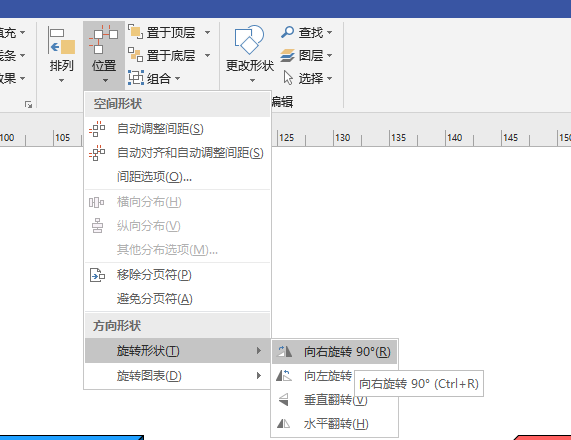 填充
置于顶层
查找
线条
置于底层
图层
效果
排列
位置
组合
更改形状
选择
编辑
空间形状
100
105
125
130
135
140
145
150
自动调整间距(S)
自动对齐和自动调整间距(S)
间距选项(O)...
横向分布(H)
纵向分布(V)
其他分布选项(M)...
移除分页符(P)
避免分页符(A)
方向形状
旋转形状(T)
向右旋转 90°(R)
旋转图表(D)
向左旋转
向右旋转 90° (Ctrl+R)
垂直翻转(V)
水平翻转(H)